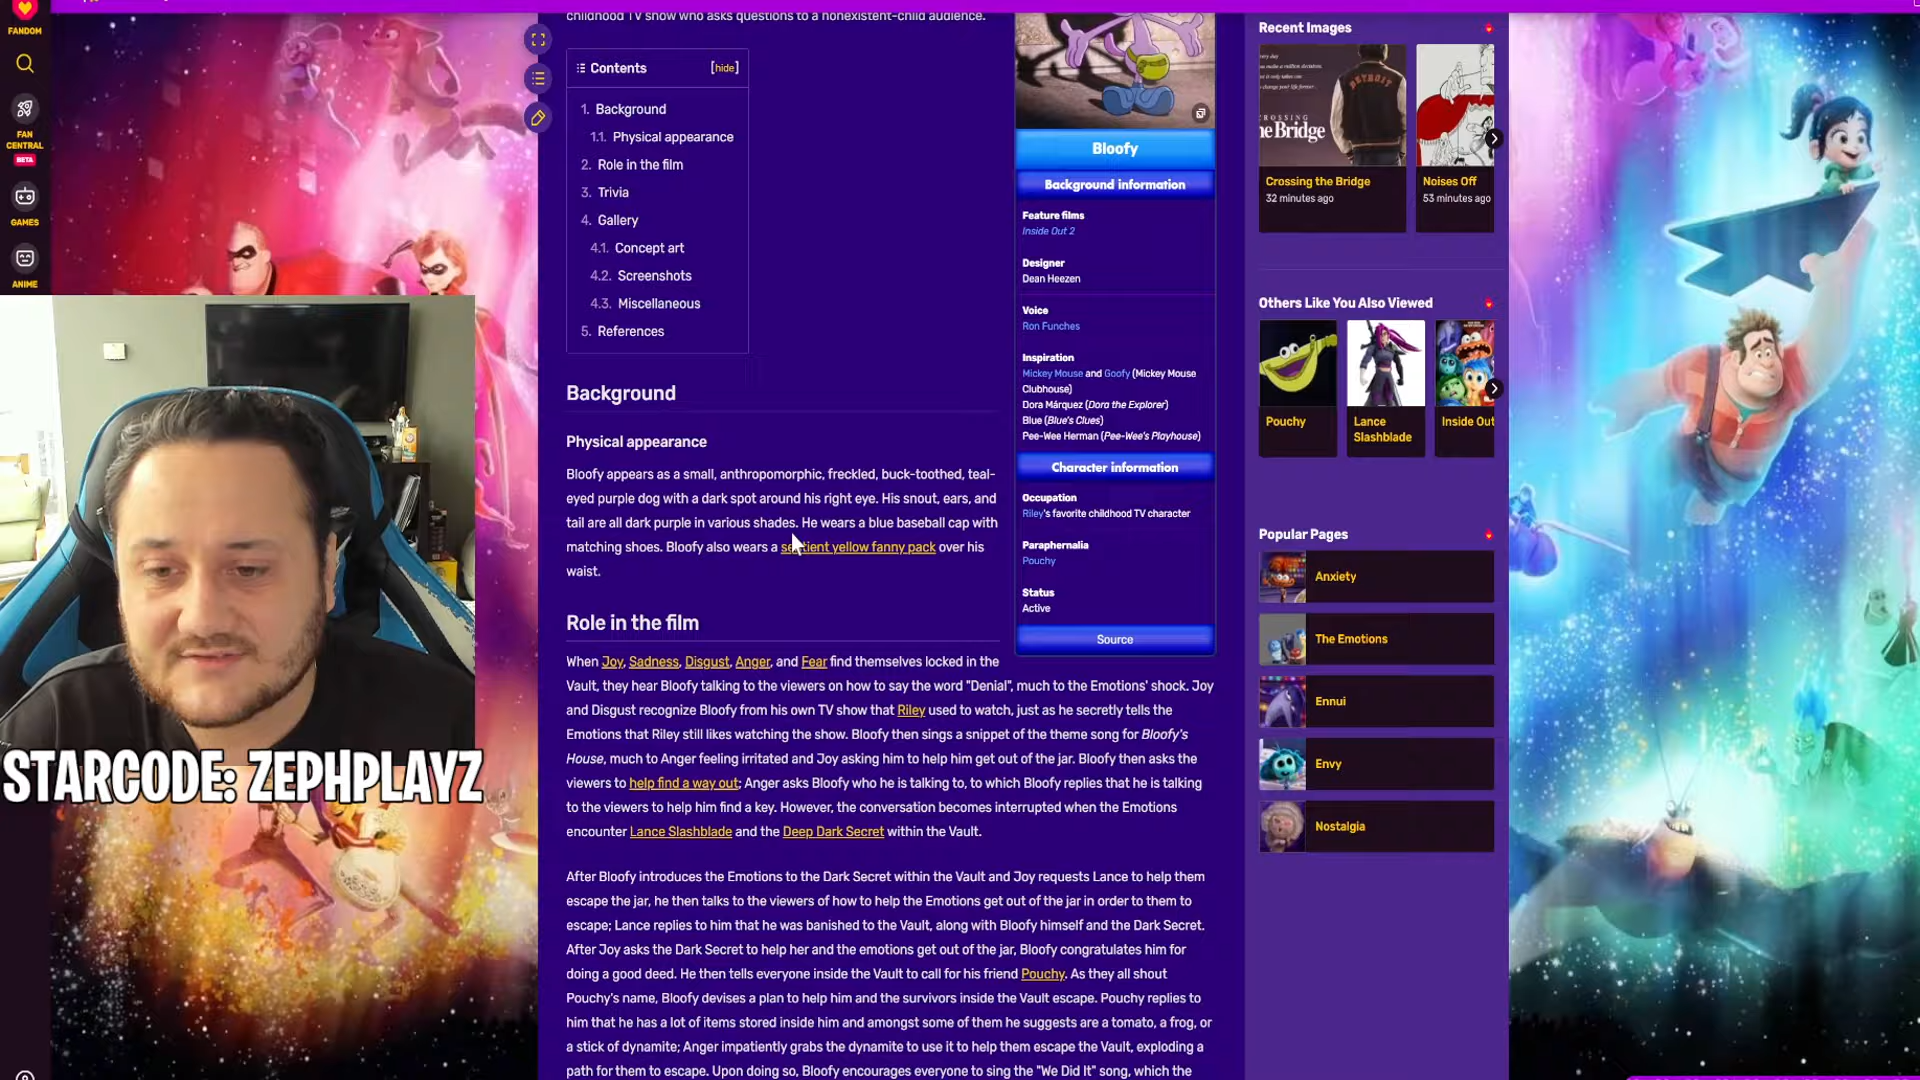 FANDOM
FAN
CENTRAL
BETA
GAMES
ANIME
STARCODE: ZEPHPLAYZ
childhood TV show who asks questions to a nonexistent-child audience.
Contents [hide]
1. Background
1.1. Physical appearance
2. Role in the film
3. Trivia
4. Gallery
4.1. Concept art
4.2. Screenshots
4.3. Miscellaneous
5. References
Background
Physical appearance
Bloofy appears as a small, anthropomorphic, freckled, buck-toothed, teal-
eyed purple dog with a dark spot around his right eye. His snout, ears, and
tail are all dark purple in various shades. He wears a blue baseball cap with
matching shoes. Bloofy also wears a sentient yellow fanny pack over his
waist.
Role in the film
When Joy, Sadness, Disgust, Anger, and Fear find themselves locked in the
Vault, they hear Bloofy talking to the viewers on how to say the word "Denial", much to the Emotions' shock. Joy
and Disgust recognize Bloofy from his own TV show that Riley used to watch, just as he secretly tells the
Emotions that Riley still likes watching the show. Bloofy then sings a snippet of the theme song for Bloofy's
House, much to Anger feeling irritated and Joy asking him to help him get out of the jar. Bloofy then asks the
viewers to help find a way out; Anger asks Bloofy who he is talking to, to which Bloofy replies that he is talking
to the viewers to help him find a key. However, the conversation becomes interrupted when the Emotions
encounter Lance Slashblade and the Deep Dark Secret within the Vault.
After Bloofy introduces the Emotions to the Dark Secret within the Vault and Joy requests Lance to help them
escape the jar, he then talks to the viewers of how to help the Emotions get out of the jar in order to them to
escape; Lance replies to him that he was banished to the Vault, along with Bloofy himself and the Dark Secret.
After Joy asks the Dark Secret to help her and the emotions get out of the jar, Bloofy congratulates him for
doing a good deed. He then tells everyone inside the Vault to call for his friend Pouchy. As they all shout
Pouchy's name, Bloofy devises a plan to help him and the survivors inside the Vault escape. Pouchy replies to
him that he has a lot of items stored inside him and amongst some of them he suggests are a tomato, a frog, or
a stick of dynamite; Anger impatiently grabs the dynamite to use it to help them escape the Vault, exploding a
path for them to escape. Upon doing so, Bloofy encourages everyone to sing the "We Did It" song, which the
Bloofy
Background information
Feature films
Inside Out 2
Designer
Dean Heezen
Voice
Ron Funches
Inspiration
Mickey Mouse and Goofy (Mickey Mouse
Clubhouse)
Dora Márquez (Dora the Explorer)
Blue (Blue's Clues)
Pee-Wee Herman (Pee-Wee's Playhouse)
Character information
Occupation
Riley's favorite childhood TV character
Paraphernalia
Pouchy
Status
Active
Source
Recent Images
DETROIT
CROSSING
he Bridge
Crossing the Bridge
32 minutes ago
Noises Off
53 minutes ago
Others Like You Also Viewed
Pouchy
Lance
Slashblade
Inside Out
Popular Pages
Anxiety
The Emotions
Ennui
Envy
Nostalgia